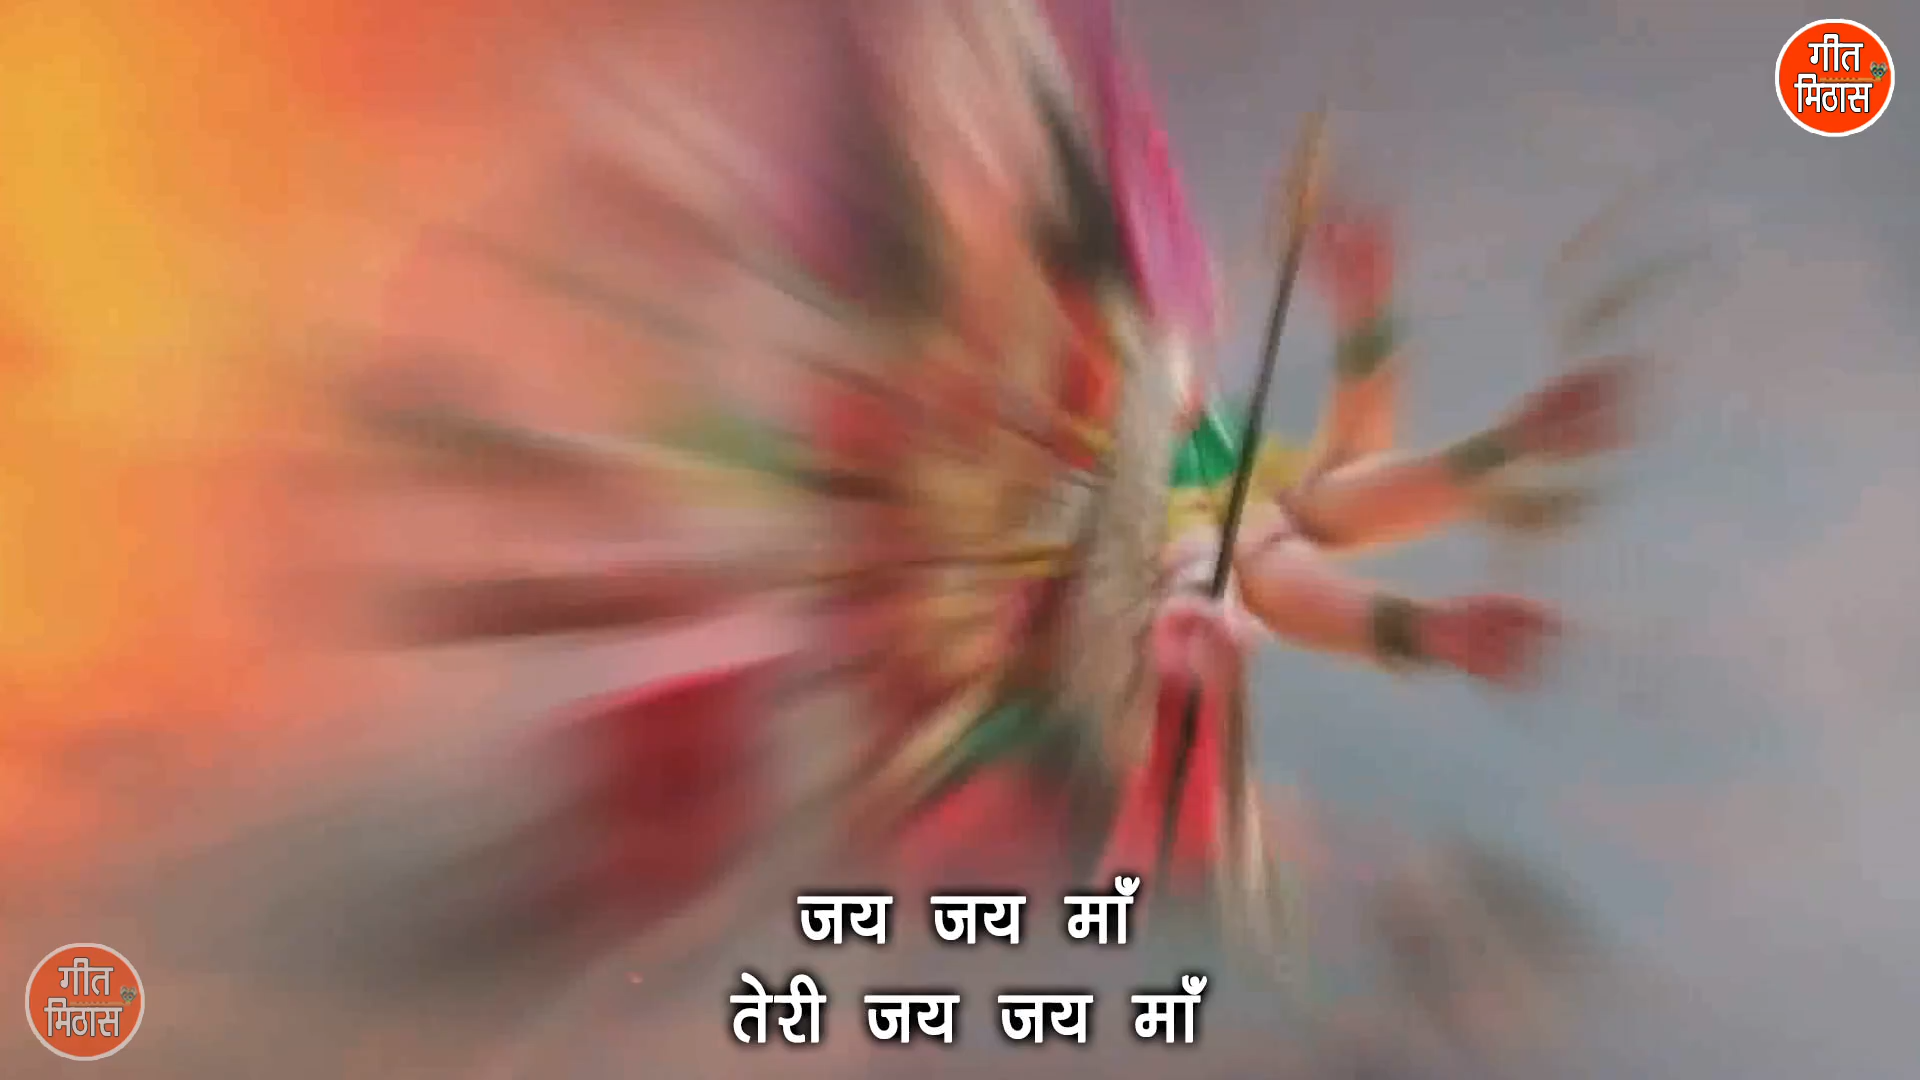 गीत
मिठास
जय जय माँ
तेरी जय जय माँ
गीत
मिठास